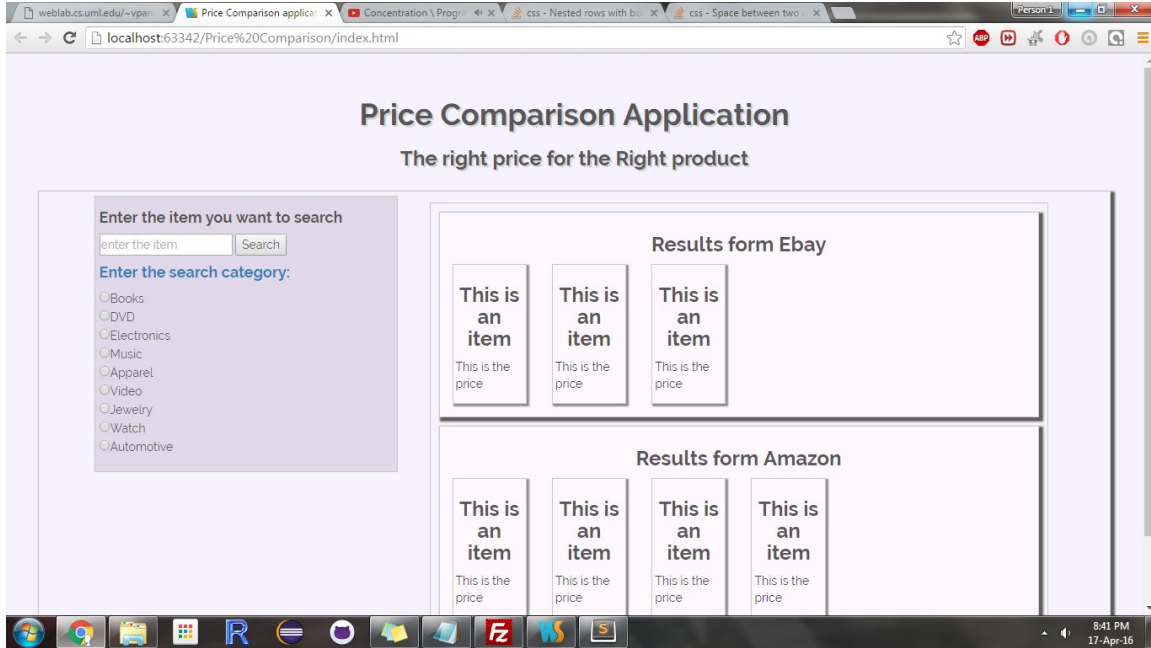 weblab.cs.uml.edu/~vpan
Price Comparison applicat
Concentration \ Progra
css - Nested rows with bo
css - Space between two
Person 1
localhost:63342/Price%20Comparison/index.html
ABP
Price Comparison Application
The right price for the Right product
Enter the item you want to search
enter the item
Search
Enter the search category:
Books
DVD
Electronics
Music
Apparel
Video
Jewelry
Watch
Automotive
Results form Ebay
This is an item
This is the price
This is an item
This is the price
This is an item
This is the price
Results form Amazon
This is an item
This is the price
This is an item
This is the price
This is an item
This is the price
This is an item
This is the price
8:41 PM
17-Apr-16